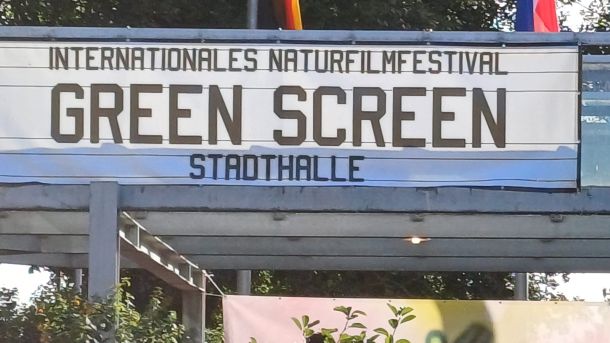 INTERNATIONALES NATURFILMFESTIVAL
GREEN SCREEN
STADTHALLE